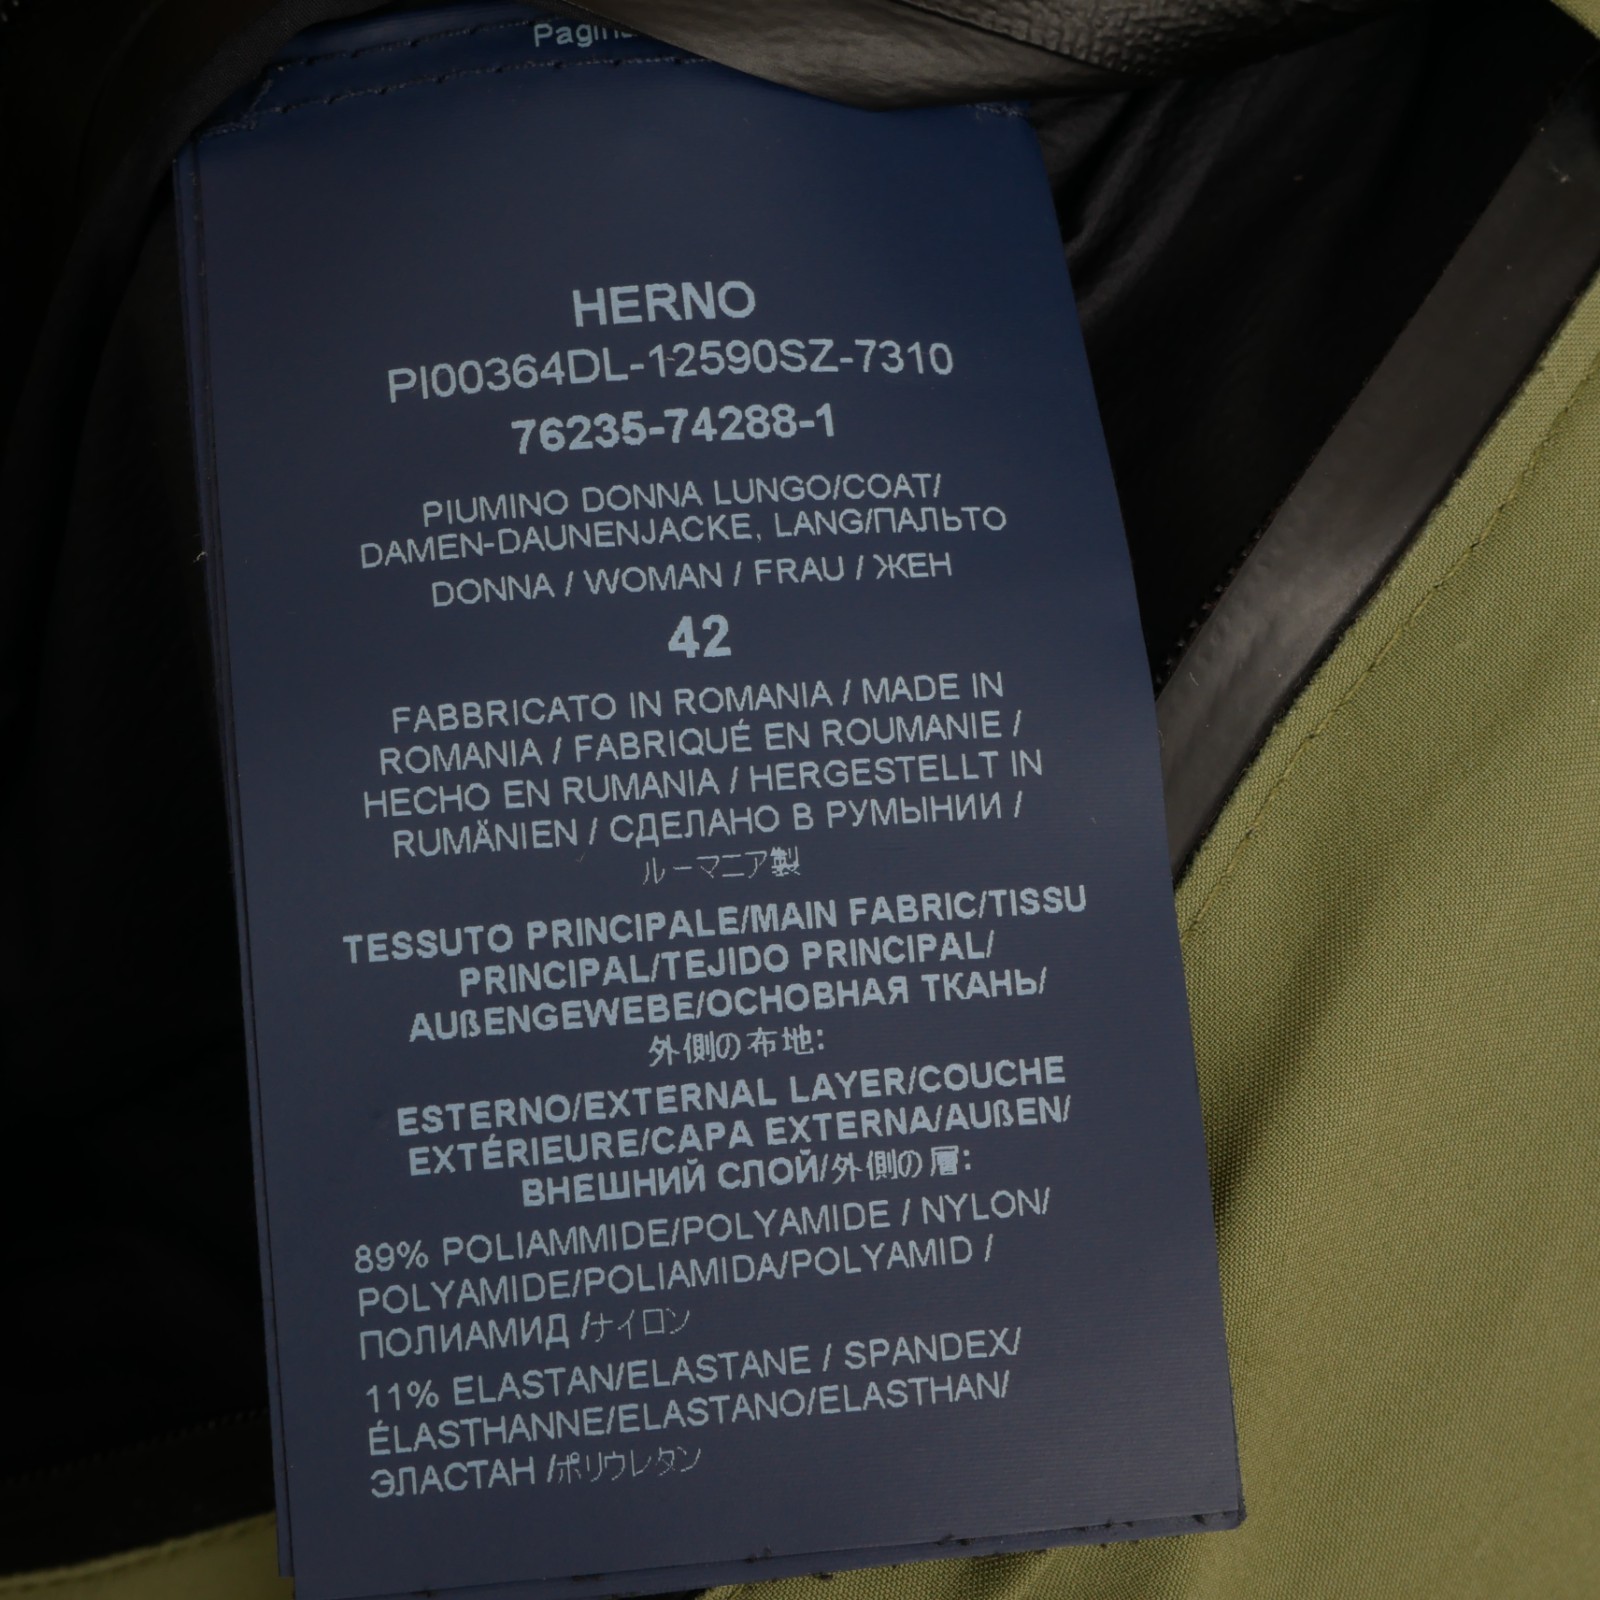 HERNO
PI00364DL-12590SZ-7310
76235-74288-1
PIUMINO DONNA LUNGO/COAT/
DAMEN-DAUNENJACKE, LANG/ПАЛЬТО
DONNA / WOMAN / FRAU / ЖЕН
42
FABBRICATO IN ROMANIA / MADE IN
ROMANIA / FABRIQUÉ EN ROUMANIE /
HECHO EN RUMANIA / HERGESTELLT IN
RUMÄNIEN / СДЕЛАНО В РУМЫНИИ /
ルーマニア製
TESSUTO PRINCIPALE/MAIN FABRIC/TISSU
PRINCIPAL/TEJIDO PRINCIPAL/
AUßENGEWEBE/ОСНОВНАЯ ТКАНЬ/
外側の布地:
ESTERNO/EXTERNAL LAYER/COUCHE
EXTÉRIEURE/CAPA EXTERNA/AUßEN/
ВНЕШНИЙ СЛОЙ/外側の層:
89% POLIAMMIDE/POLYAMIDE / NYLON/
POLYAMIDE/POLIAMIDA/POLYAMID /
ПОЛИАМИД /ナイロン
11% ELASTAN/ELASTANE / SPANDEX/
ÉLASTHANNE/ELASTANO/ELASTHAN/
ЭЛАСТАН /ポリウレタン